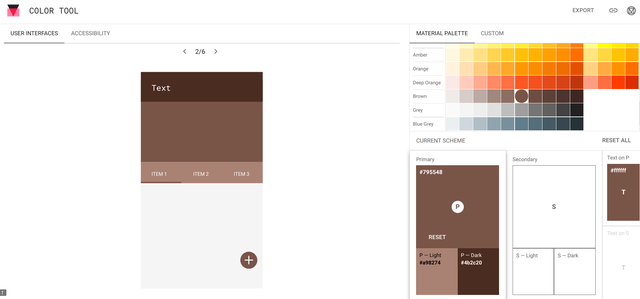 COLOR TOOL
EXPORT
USER INTERFACES
ACCESSIBILITY
MATERIAL PALETTE
CUSTOM
2/6
Text
ITEM 1
ITEM 2
ITEM 3
Amber
Orange
Deep Orange
Brown
Grey
Blue Grey
CURRENT SCHEME
RESET ALL
Primary
#795548
P
RESET
P — Light
#a98274
P — Dark
#4b2c20
Secondary
S
S — Light
S — Dark
Text on P
#ffffff
T
Text on S
T